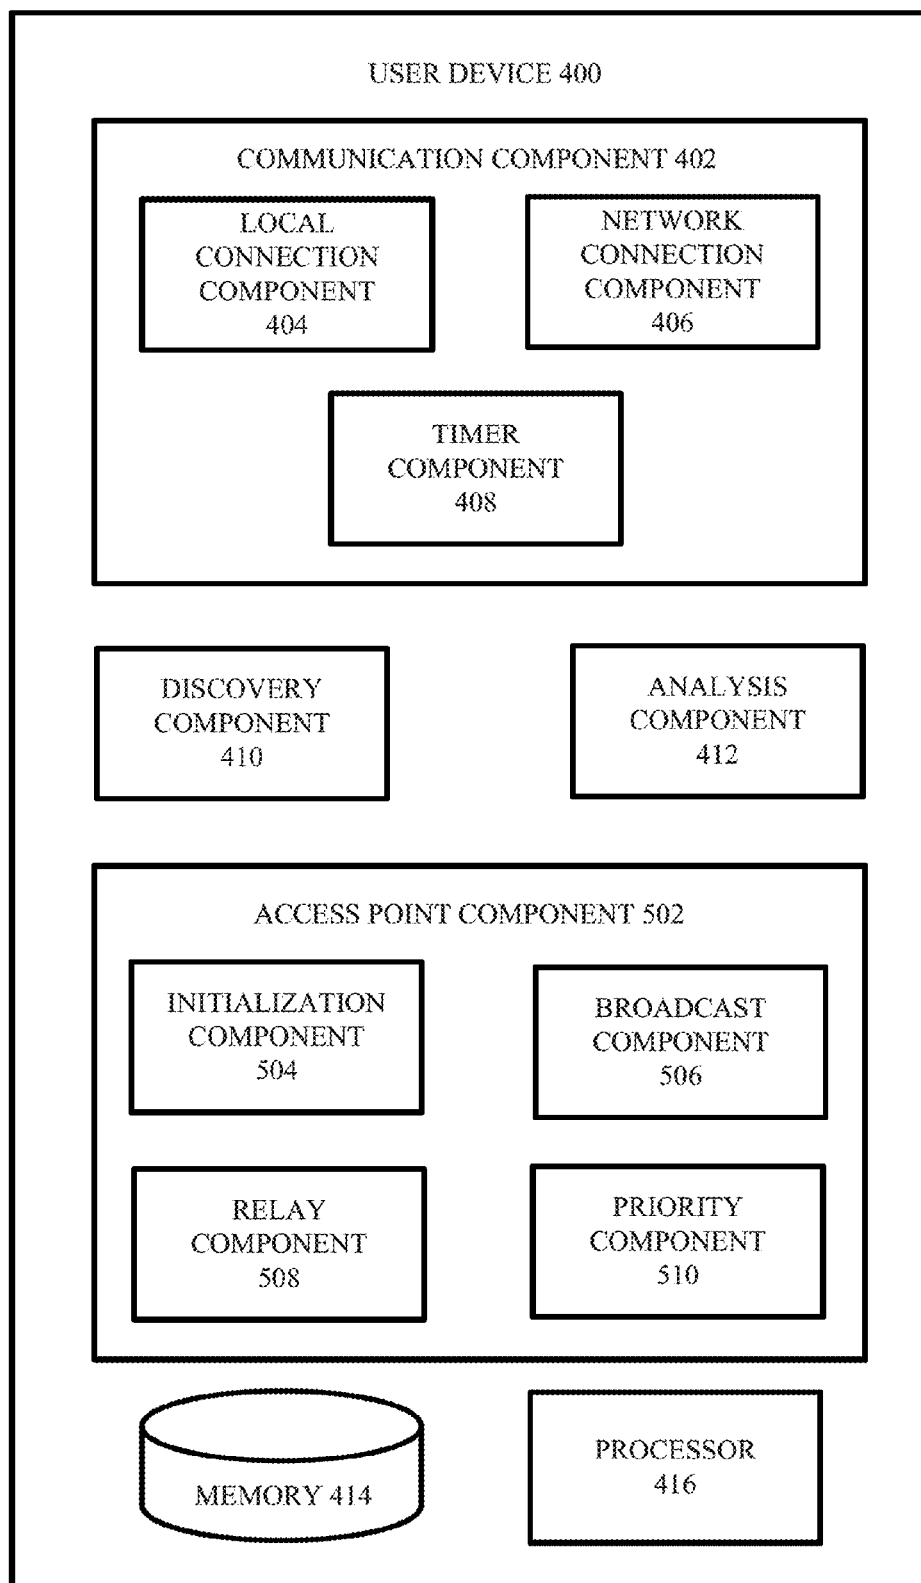 USER DEVICE 400
COMMUNICATION COMPONENT 402
LOCAL
CONNECTION
COMPONENT
404
NETWORK
CONNECTION
COMPONENT
406
TIMER
COMPONENT
408
DISCOVERY
COMPONENT
410
ANALYSIS
COMPONENT
412
ACCESS POINT COMPONENT 502
INITIALIZATION
COMPONENT
504
BROADCAST
COMPONENT
506
RELAY
COMPONENT
508
PRIORITY
COMPONENT
510
MEMORY 414
PROCESSOR
416